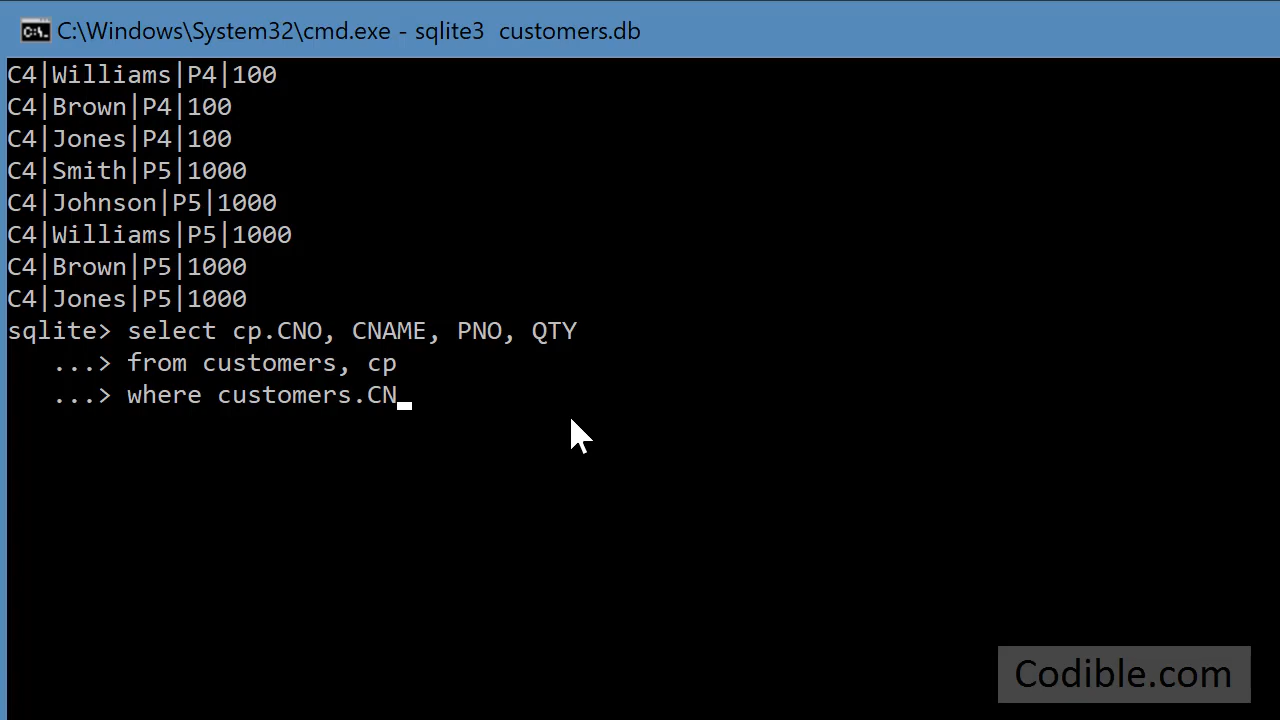 C:\Windows\System32\cmd.exe - sqlite3  customers.db
C4|Williams|P4|100
C4|Brown|P4|100
C4|Jones|P4|100
C4|Smith|P5|1000
C4|Johnson|P5|1000
C4|Williams|P5|1000
C4|Brown|P5|1000
C4|Jones|P5|1000
sqlite> select cp.CNO, CNAME, PNO, QTY
   ...> from customers, cp
   ...> where customers.CN
Codible.com